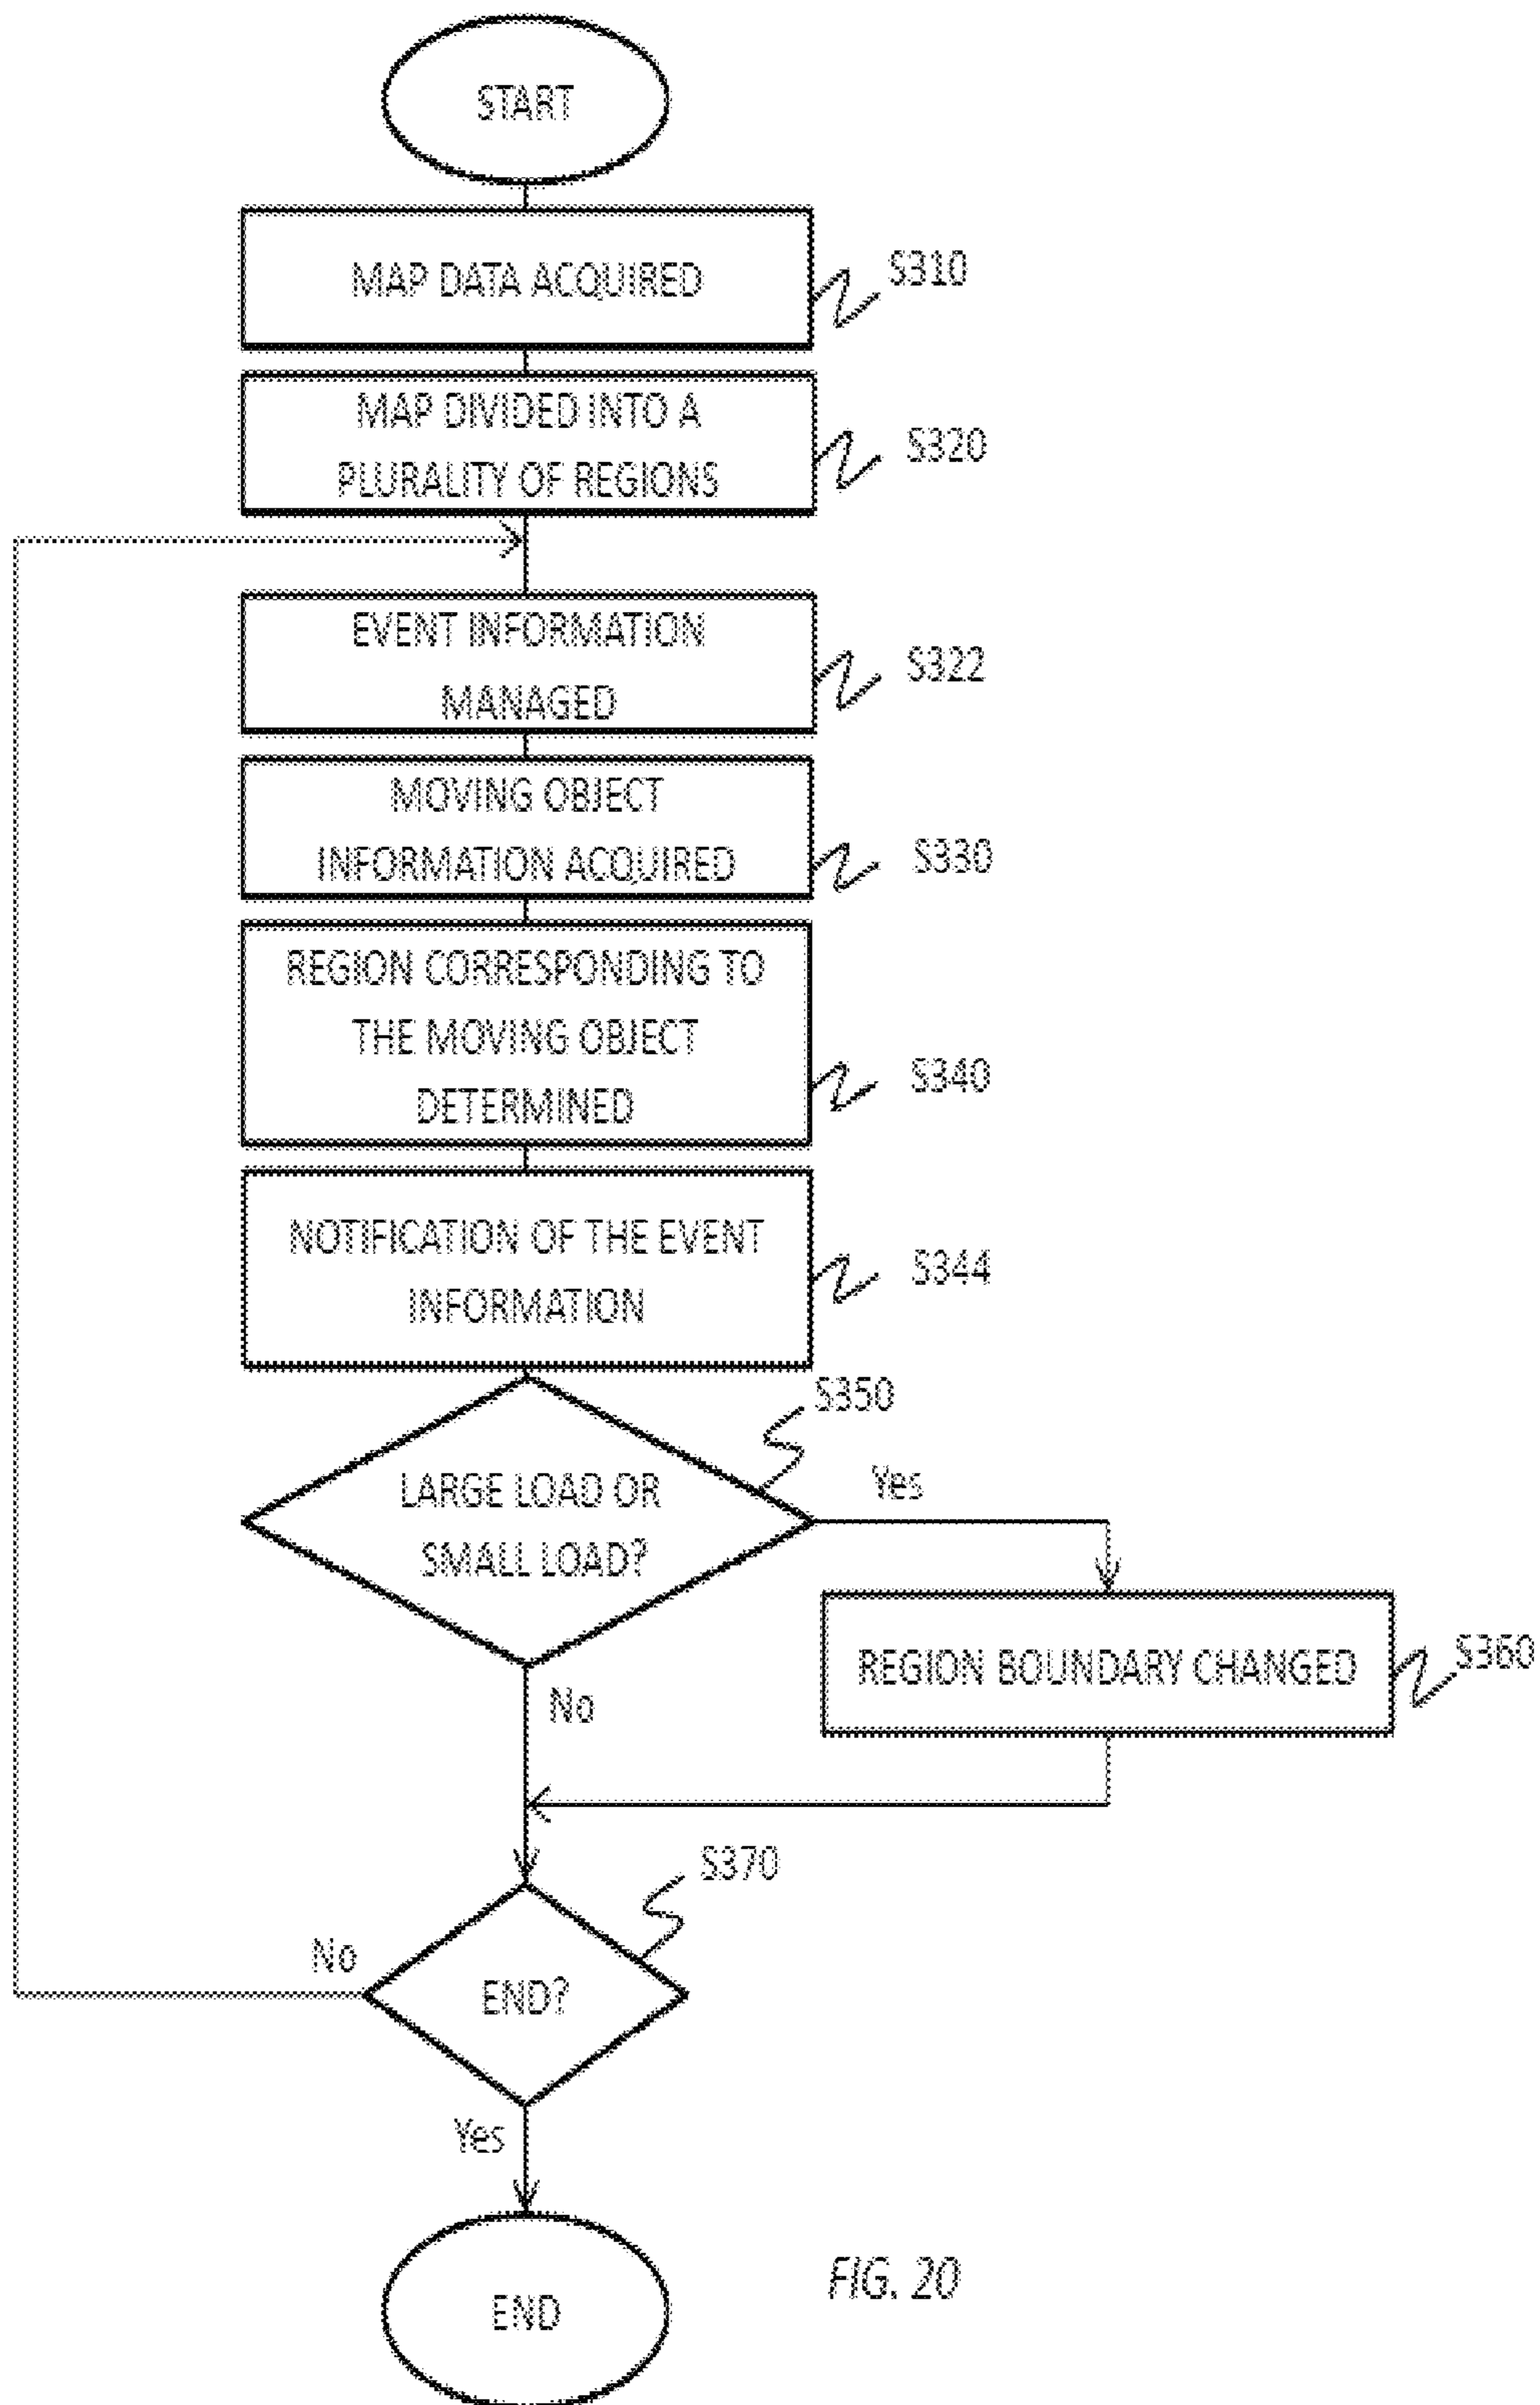 START
MAP DATA ACQUIRED
S310
MAP DIVIDED INTO A
PLURALITY OF REGIONS
S320
EVENT INFORMATION
MANAGED
S322
MOVING OBJECT
INFORMATION ACQUIRED
S330
REGION CORRESPONDING TO
THE MOVING OBJECT
DETERMINED
S340
NOTIFICATION OF THE EVENT
INFORMATION
S344
S350
LARGE LOAD OR
SMALL LOAD?
Yes
REGION BOUNDARY CHANGED
S360
No
S370
No
END?
Yes
END
FIG. 20